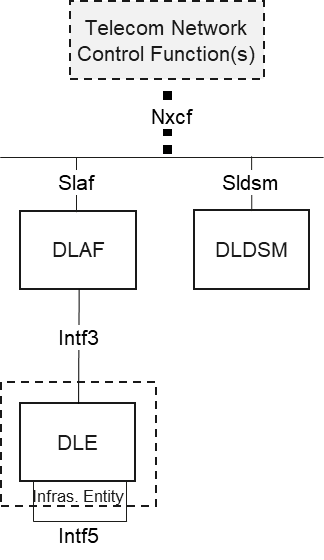 Telecom Network
Control Function(s)
Nxcf
Slaf
Sldsm
DLAF
DLDSM
Intf3
DLE
Infras. Entity
Intf5